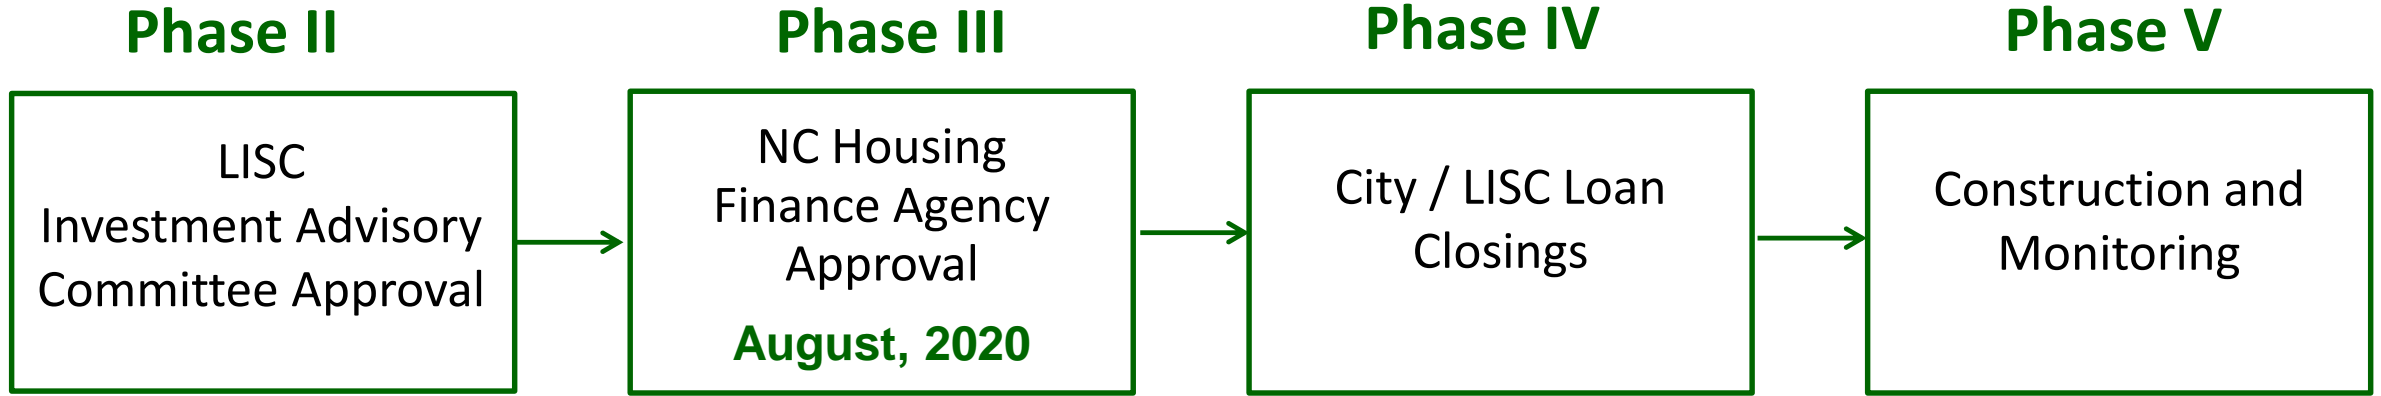 Phase II
LISC
Investment Advisory
Committee Approval
Phase III
NC Housing
Finance Agency
Approval
August, 2020
Phase IV
City / LISC Loan
Closings
Phase V
Construction and
Monitoring